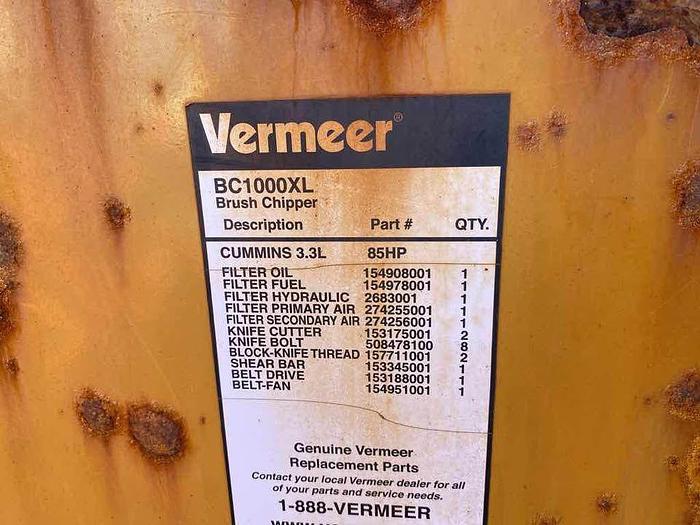 Vermeer®
BC1000XL
Brush Chipper
Description Part # QTY.
CUMMINS 3.3L 85HP
FILTER OIL 154908001 1
FILTER FUEL 154978001 1
FILTER HYDRAULIC 2683001 1
FILTER PRIMARY AIR 274255001 1
FILTER SECONDARY AIR 274256001 1
KNIFE CUTTER 153175001 2
KNIFE BOLT 508478100 8
BLOCK-KNIFE THREAD 157711001 2
SHEAR BAR 153345001 1
BELT DRIVE 153188001 1
BELT-FAN 154951001 1
Genuine Vermeer
Replacement Parts
Contact your local Vermeer dealer for all
of your parts and service needs.
1-888-VERMEER